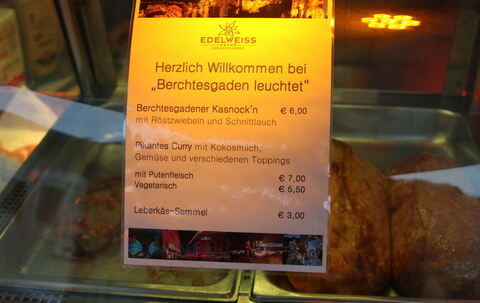 EDELWEISS
BERCHTESGADEN
Herzlich Willkommen bei
„Berchtesgaden leuchtet“
Berchtesgadener Kasnock'n € 6,00
mit Röstzwiebeln und Schnittlauch
Pikantes Curry mit Kokosmilch,
Gemüse und verschiedenen Toppings
mit Putenfleisch € 7,00
Vegetarisch € 5,50
Leberkäs-Semmel € 3,00